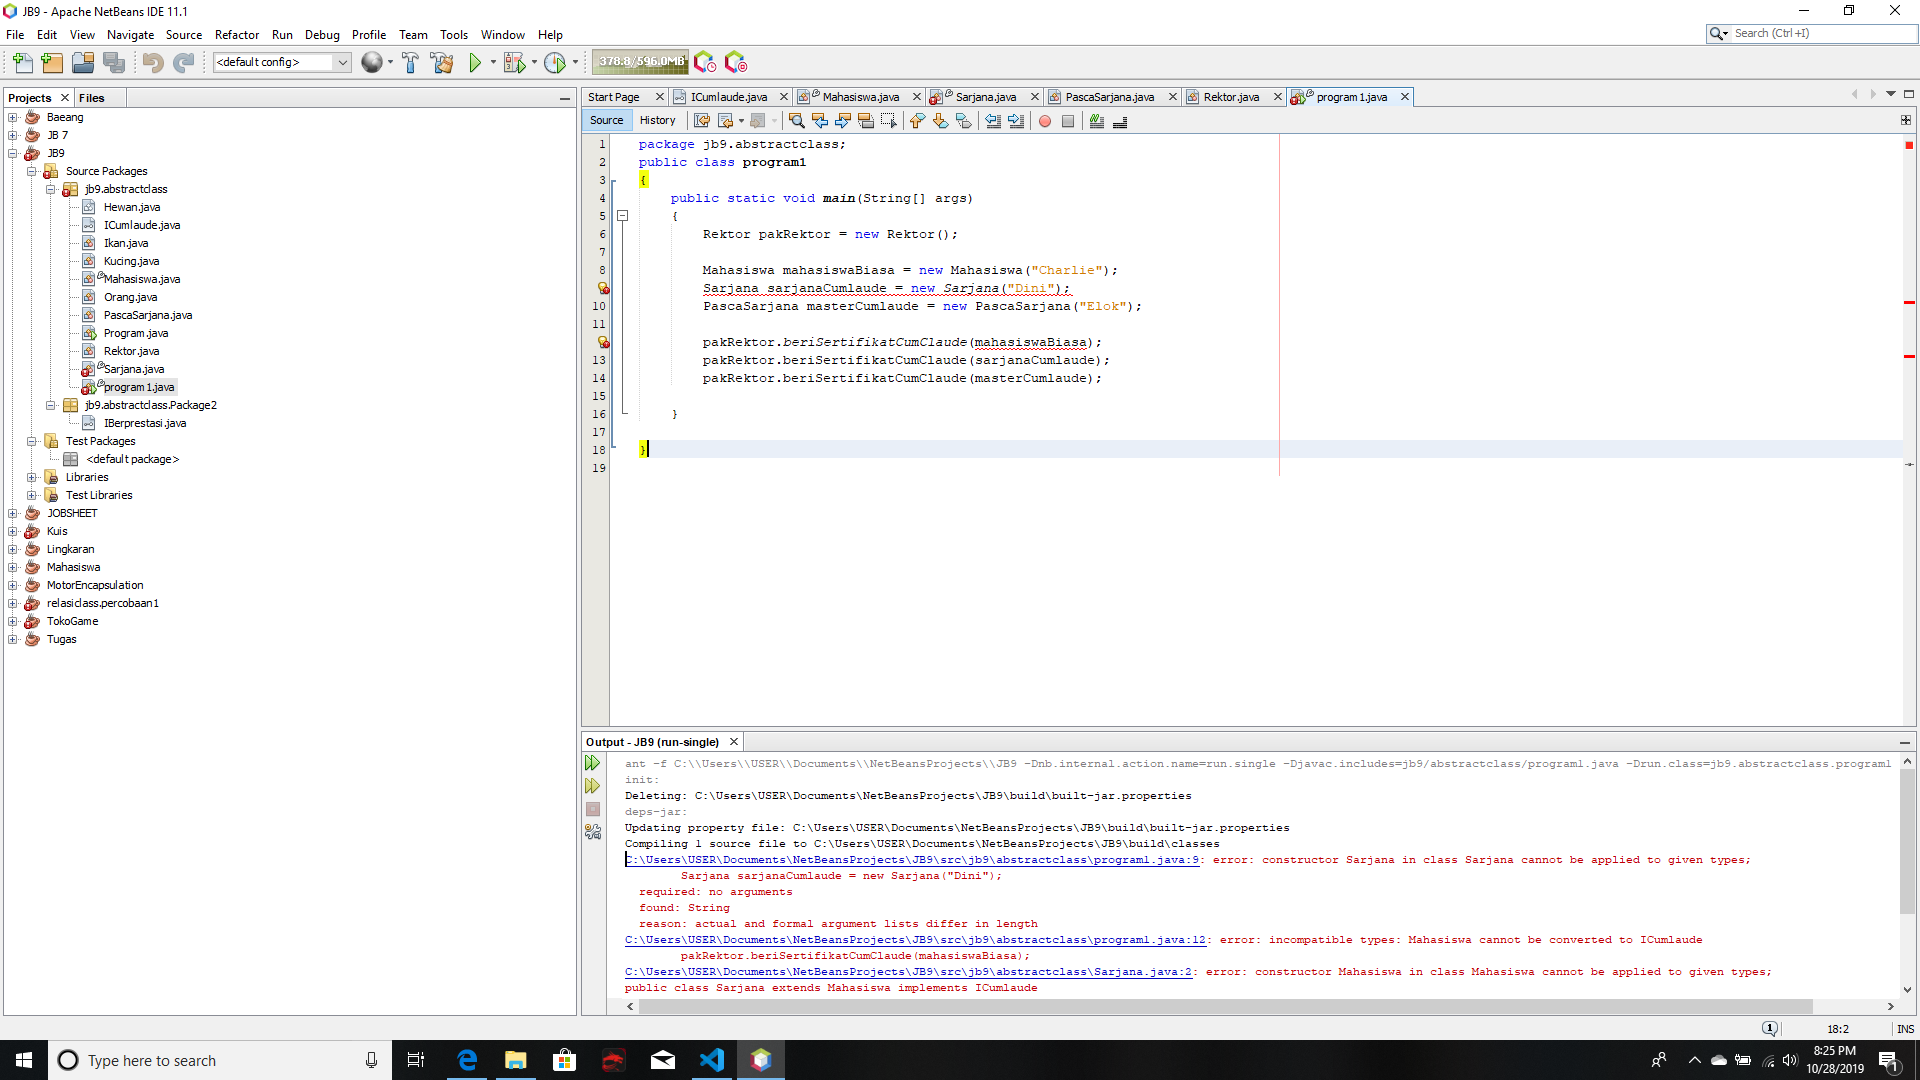 JB9 - Apache NetBeans IDE 11.1
File Edit View Navigate Source Refactor Run Debug Profile Team Tools Window Help
Search (Ctrl+I)
<default config>
378.8/596.0MB
Projects Files
Baeang
JB 7
JB9
Source Packages
jb9.abstractclass
Hewan.java
ICumlaude.java
Ikan.java
Kucing.java
Mahasiswa.java
Orang.java
PascaSarjana.java
Program.java
Rektor.java
Sarjana.java
program1.java
jb9.abstractclass.Package2
IBerprestasi.java
Test Packages
<default package>
Libraries
Test Libraries
JOBSHEET
Kuis
Lingkaran
Mahasiswa
MotorEncapsulation
relasiclass.percobaan1
TokoGame
Tugas
Start Page ICumlaude.java Mahasiswa.java Sarjana.java PascaSarjana.java Rektor.java program1.java
Source History
1 package jb9.abstractclass;
2 public class program1
3 {
4 public static void main(String[] args)
5 {
6 Rektor pakRektor = new Rektor();
7
8 Mahasiswa mahasiswaBiasa = new Mahasiswa("Charlie");
Sarjana sarjanaCumlaude = new Sarjana("Dini");
10 PascaSarjana masterCumlaude = new PascaSarjana("Elok");
11
pakRektor.beriSertifikatCumClaude(mahasiswaBiasa);
13 pakRektor.beriSertifikatCumClaude(sarjanaCumlaude);
14 pakRektor.beriSertifikatCumClaude(masterCumlaude);
15
16 }
17
18 }
19
Output - JB9 (run-single)
ant -f C:\\Users\\USER\\Documents\\NetBeansProjects\\JB9 -Dnb.internal.action.name=run.single -Djavac.includes=jb9/abstractclass/program1.java -Drun.class=jb9.abstractclass.program1
init:
Deleting: C:\Users\USER\Documents\NetBeansProjects\JB9\build\built-jar.properties
deps-jar:
Updating property file: C:\Users\USER\Documents\NetBeansProjects\JB9\build\built-jar.properties
Compiling 1 source file to C:\Users\USER\Documents\NetBeansProjects\JB9\build\classes
C:\Users\USER\Documents\NetBeansProjects\JB9\src\jb9\abstractclass\program1.java:9: error: constructor Sarjana in class Sarjana cannot be applied to given types;
Sarjana sarjanaCumlaude = new Sarjana("Dini");
required: no arguments
found: String
reason: actual and formal argument lists differ in length
C:\Users\USER\Documents\NetBeansProjects\JB9\src\jb9\abstractclass\program1.java:12: error: incompatible types: Mahasiswa cannot be converted to ICumlaude
pakRektor.beriSertifikatCumClaude(mahasiswaBiasa);
C:\Users\USER\Documents\NetBeansProjects\JB9\src\jb9\abstractclass\Sarjana.java:2: error: constructor Mahasiswa in class Mahasiswa cannot be applied to given types;
public class Sarjana extends Mahasiswa implements ICumlaude
1 18:2 INS
Type here to search
8:25 PM
10/28/2019
1